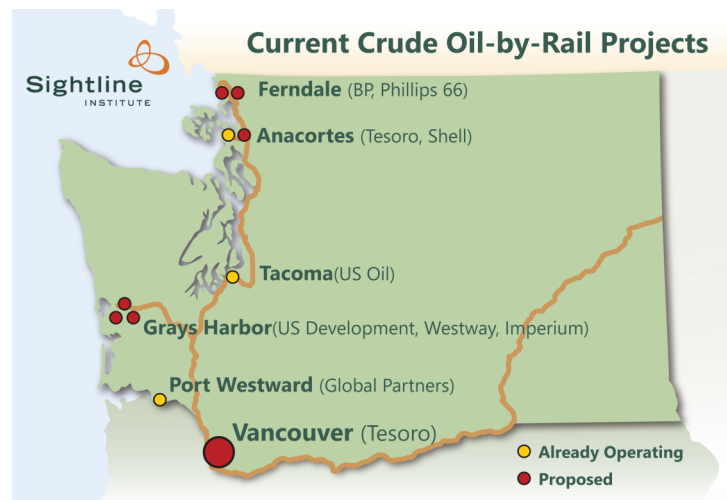 Current Crude Oil-by-Rail Projects
Sightline
INSTITUTE
Ferndale (BP, Phillips 66)
Anacortes (Tesoro, Shell)
Tacoma(US Oil)
Grays Harbor(US Development, Westway, Imperium)
Port Westward (Global Partners)
Vancouver (Tesoro)
Already Operating
Proposed